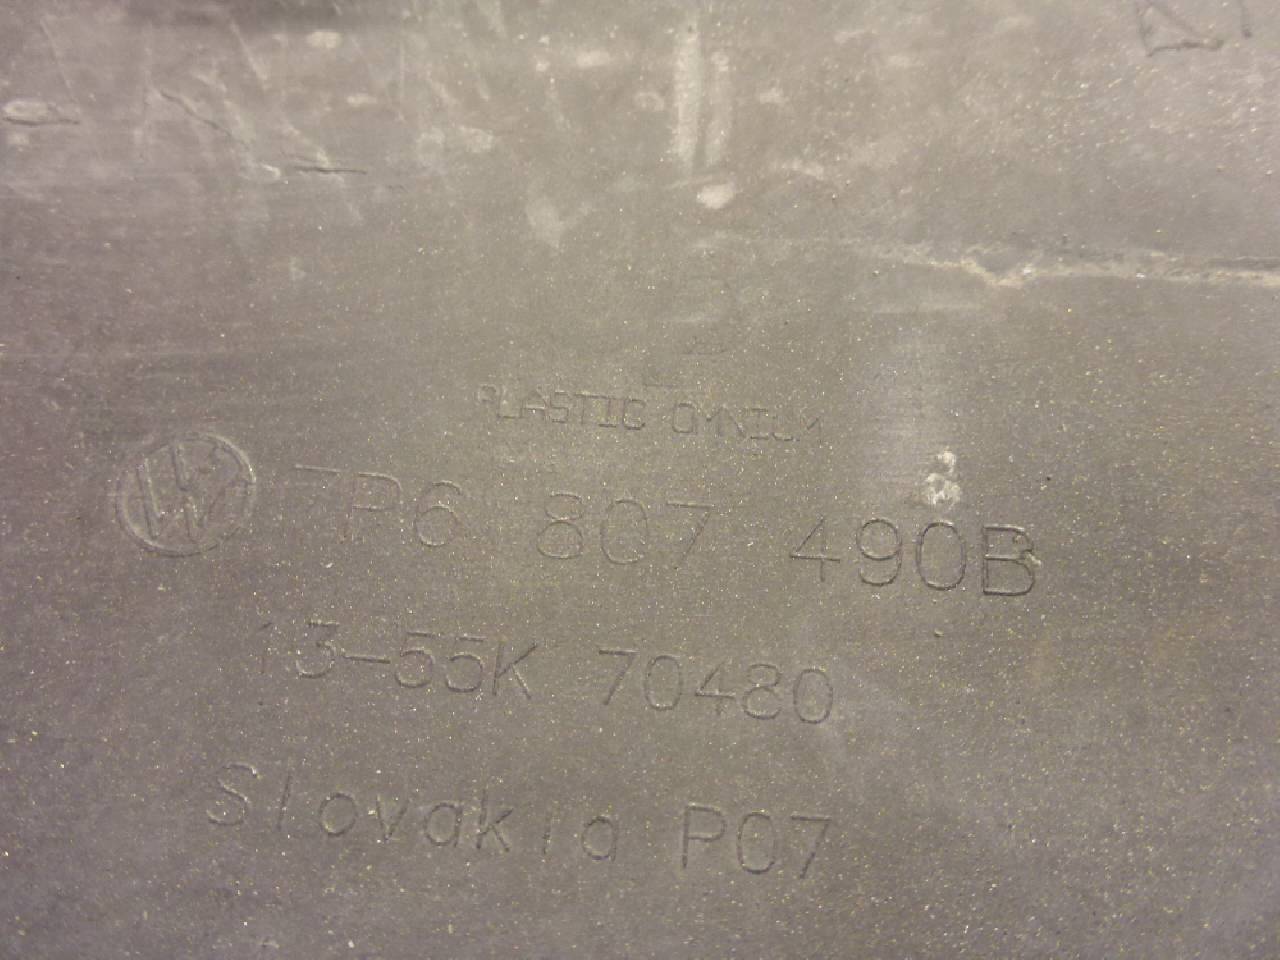 PLASTIC OMNIUM
7P6 807 490B
13-55K 70480
Slovakia P07